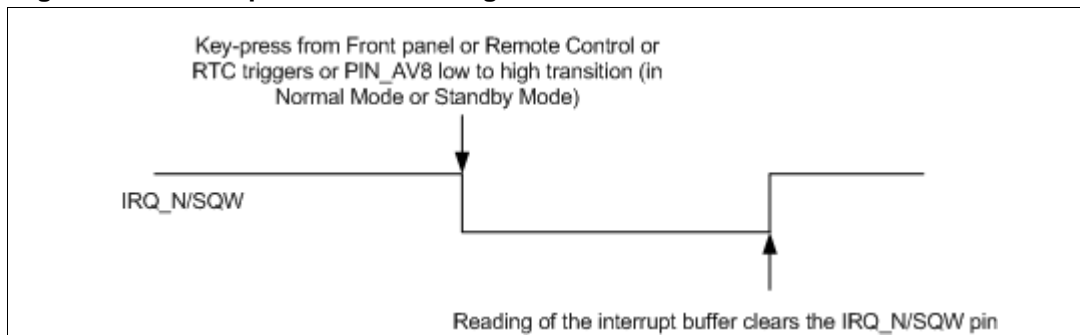 Key-press from Front panel or Remote Control or
RTC triggers or PIN_AV8 low to high transition (in
Normal Mode or Standby Mode)
IRQ_N/SQW
Reading of the interrupt buffer clears the IRQ_N/SQW pin